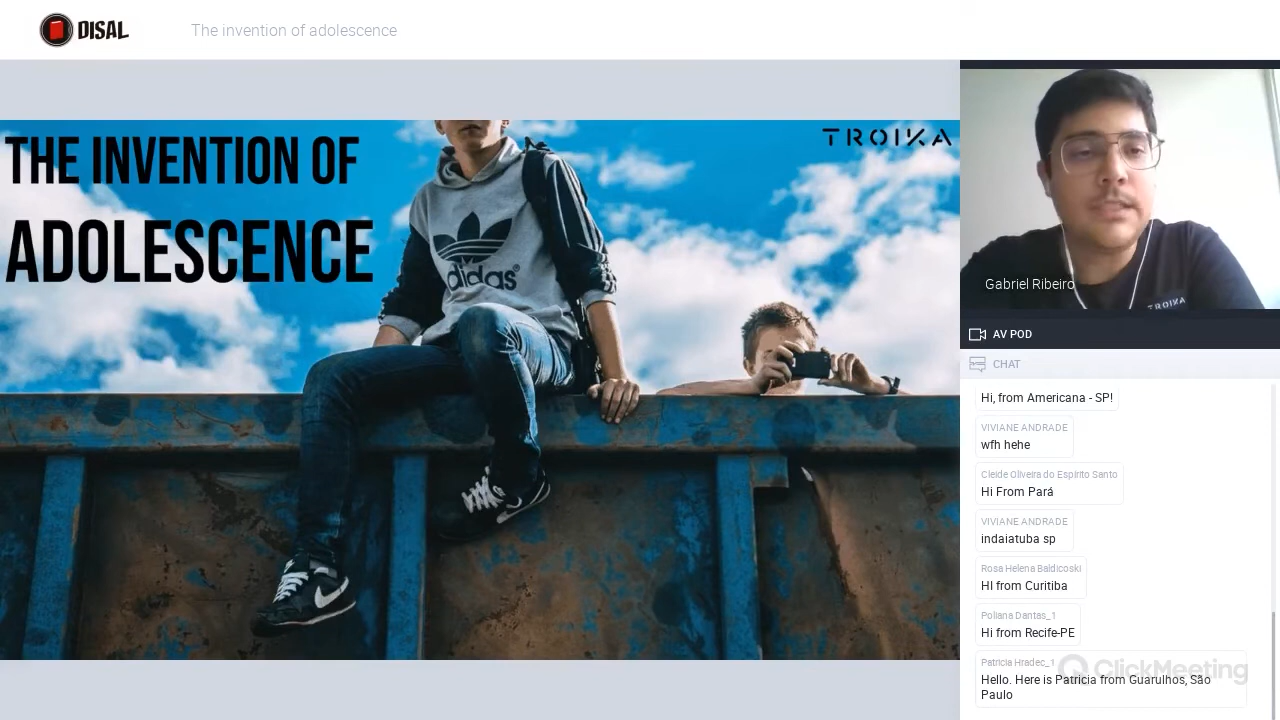 DISAL
The invention of adolescence
THE INVENTION OF
ADOLESCENCE
TROIKA
adidas
Gabriel Ribeiro
TROIKA
AV POD
CHAT
Hi, from Americana - SP!
VIVIANE ANDRADE
wfh hehe
Cleide Oliveira do Espírito Santo
Hi From Pará
VIVIANE ANDRADE
indaiatuba sp
Rosa Helena Baldicoski
HI from Curitiba
Poliana Dantas_1
Hi from Recife-PE
Patricia Hradec_1
ClickMeeting
Hello. Here is Patricia from Guarulhos, São
Paulo